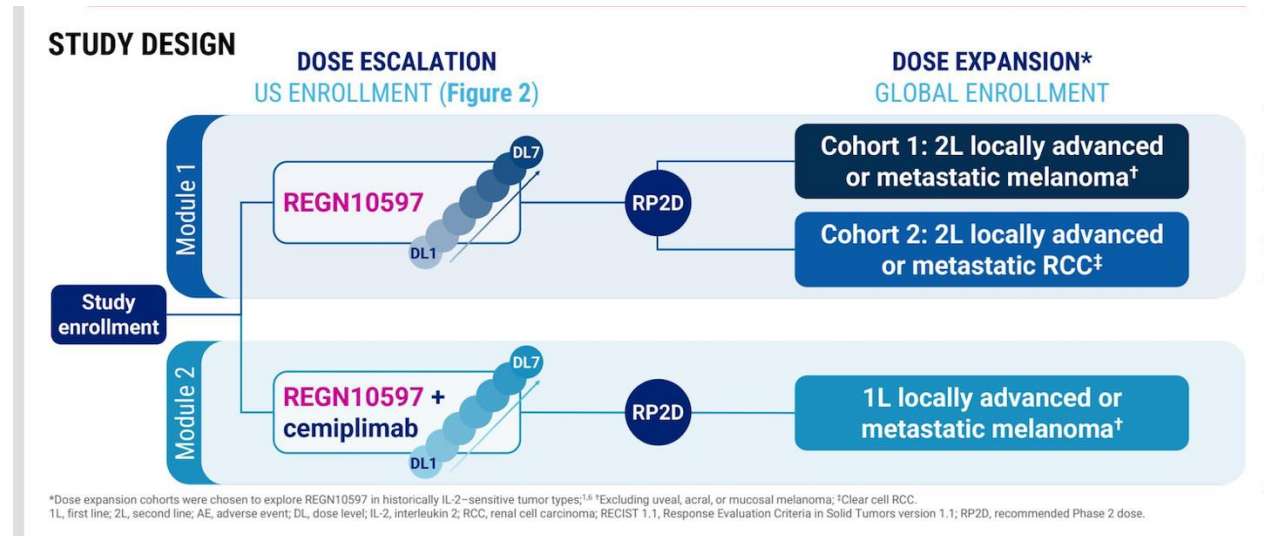 STUDY DESIGN
DOSE ESCALATION
US ENROLLMENT (Figure 2)
DOSE EXPANSION*
GLOBAL ENROLLMENT
Module 1
REGN10597
DL1
DL7
RP2D
Cohort 1: 2L locally advanced
or metastatic melanoma†
Cohort 2: 2L locally advanced
or metastatic RCC‡
Study
enrollment
Module 2
REGN10597 +
cemiplimab
DL1
DL7
RP2D
1L locally advanced or
metastatic melanoma†
*Dose expansion cohorts were chosen to explore REGN10597 in historically IL-2–sensitive tumor types;1,6 †Excluding uveal, acral, or mucosal melanoma; ‡Clear cell RCC.
1L, first line; 2L, second line; AE, adverse event; DL, dose level; IL-2, interleukin 2; RCC, renal cell carcinoma; RECIST 1.1, Response Evaluation Criteria in Solid Tumors version 1.1; RP2D, recommended Phase 2 dose.